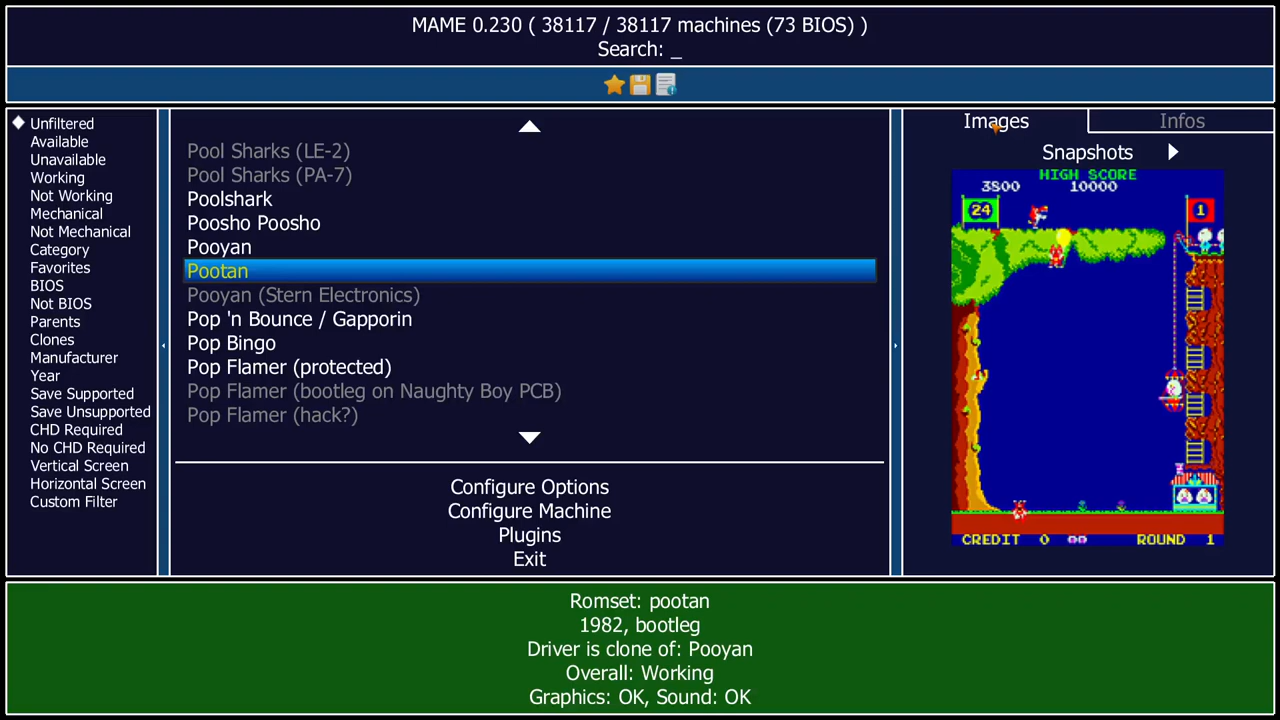 MAME 0.230 ( 38117 / 38117 machines (73 BIOS) )
Search: _
Unfiltered
Available
Unavailable
Working
Not Working
Mechanical
Not Mechanical
Category
Favorites
BIOS
Not BIOS
Parents
Clones
Manufacturer
Year
Save Supported
Save Unsupported
CHD Required
No CHD Required
Vertical Screen
Horizontal Screen
Custom Filter
Pool Sharks (LE-2)
Pool Sharks (PA-7)
Poolshark
Poosho Poosho
Pooyan
Pootan
Pooyan (Stern Electronics)
Pop 'n Bounce / Gapporin
Pop Bingo
Pop Flamer (protected)
Pop Flamer (bootleg on Naughty Boy PCB)
Pop Flamer (hack?)
Configure Options
Configure Machine
Plugins
Exit
Images Infos
Snapshots
HIGH SCORE
3800 10000
24 1
CREDIT 0 ROUND 1
Romset: pootan
1982, bootleg
Driver is clone of: Pooyan
Overall: Working
Graphics: OK, Sound: OK